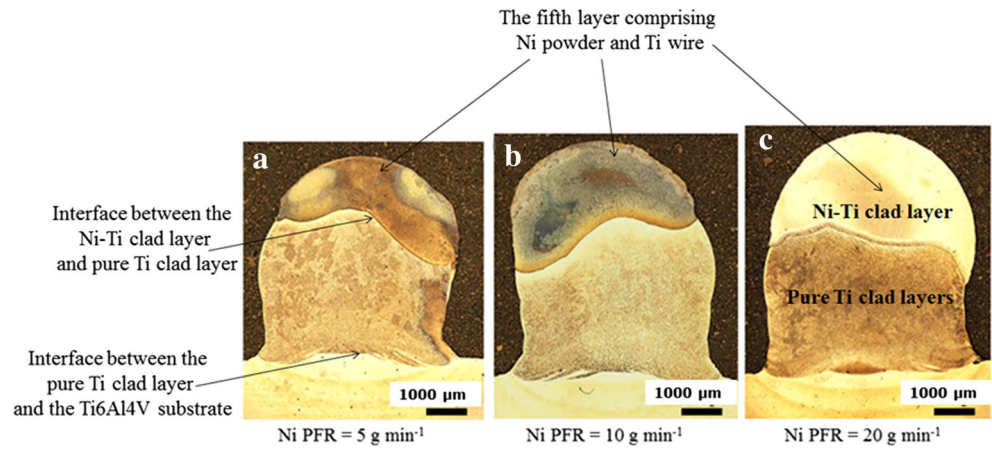 The fifth layer comprising
Ni powder and Ti wire
a
b
c
Interface between the
Ni-Ti clad layer
and pure Ti clad layer
Ni-Ti clad layer
Pure Ti clad layers
Interface between the
pure Ti clad layer
and the Ti6Al4V substrate
1000 µm
1000 µm
1000 µm
Ni PFR = 5 g min⁻¹
Ni PFR = 10 g min⁻¹
Ni PFR = 20 g min⁻¹